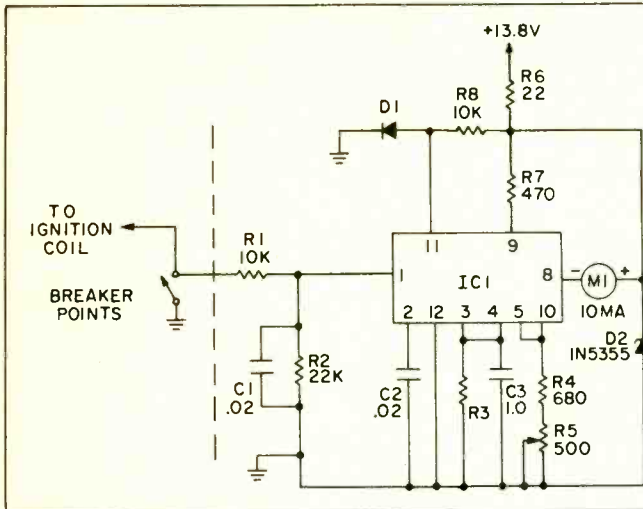 +13.8V
R6
22
D1
R8
10K
R7
470
TO
IGNITION
COIL
R1
10K
11
9
1
IC1
8
-
M1
+
10MA
BREAKER
POINTS
2
12
3
4
5
10
D2
IN5355
C1
.02
R2
22K
C2
.02
R3
C3
1.0
R4
680
R5
500